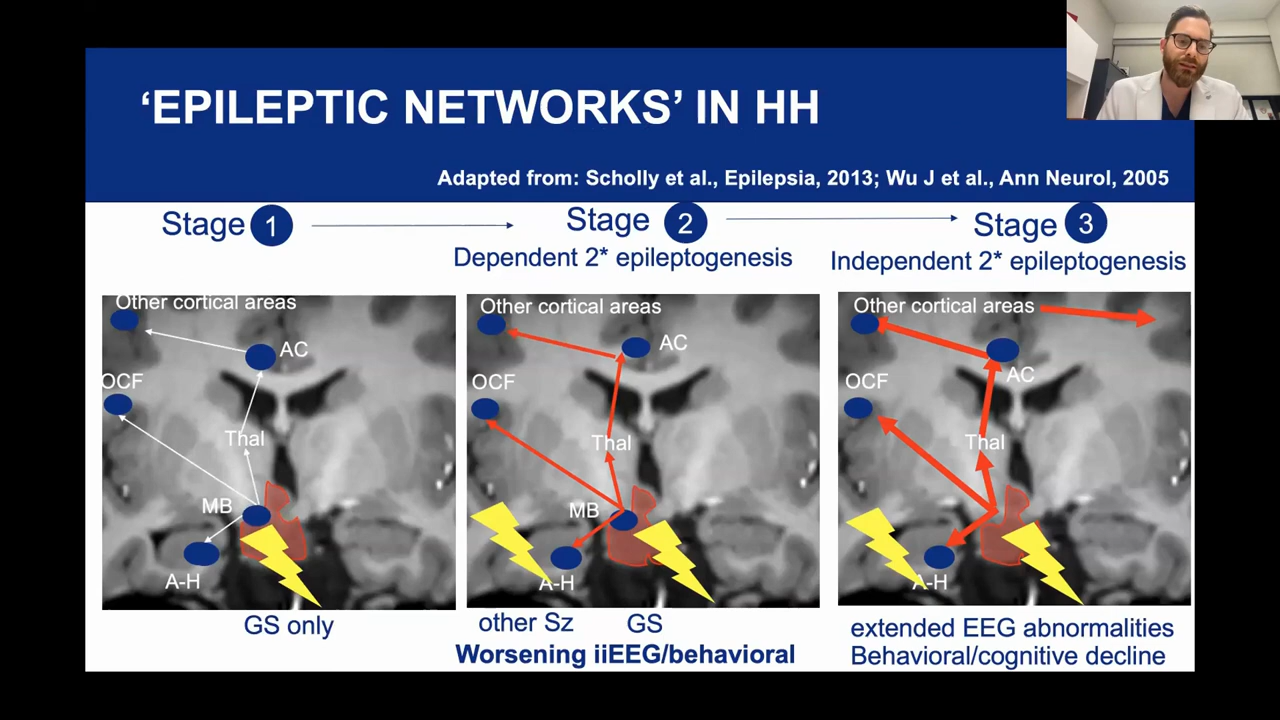 ‘EPILEPTIC NETWORKS’ IN HH
Adapted from: Scholly et al., Epilepsia, 2013; Wu J et al., Ann Neurol, 2005
Stage 1
Stage 2
Stage 3
Dependent 2* epileptogenesis
Independent 2* epileptogenesis
Other cortical areas
AC
OCF
Thal
MB
A-H
GS only
Other cortical areas
AC
OCF
Thal
MB
A-H
other Sz GS
Worsening iiEEG/behavioral
Other cortical areas
AC
OCF
Thal
A-H
extended EEG abnormalities
Behavioral/cognitive decline